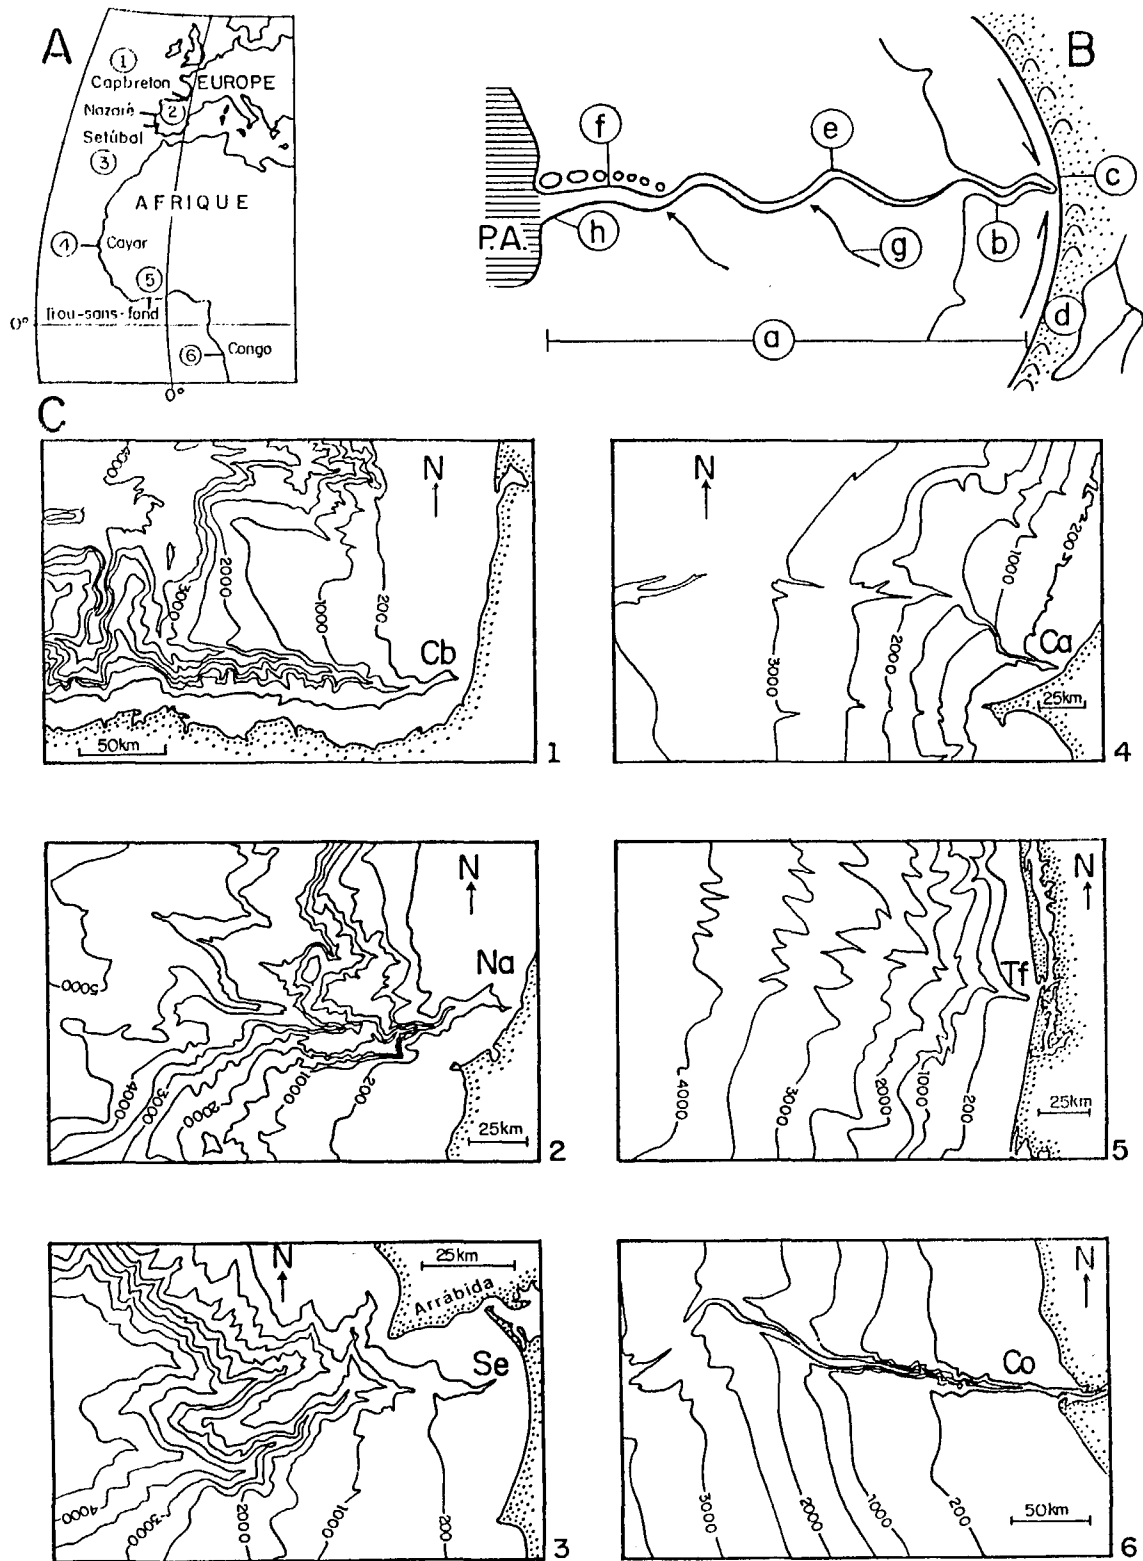 A
1
Capbreton
EUROPE
Nazaré
2
Setúbal
3
AFRIQUE
4
Cayar
5
Trou-sans-fond
0°
6
Congo
0°
B
f
e
c
P.A.
h
g
b
d
a
C
4000
N
3000
2000
1000
200
Cb
50km
1
N
200
1000
2000
3000
Ca
25km
4
N
Na
5000
4000
3000
2000
1000
200
25km
2
N
Tf
4000
3000
2000
1000
200
25km
5
N
25km
Arrábida
Se
4000
3000
2000
1000
200
3
N
Co
3000
2000
1000
200
50km
6